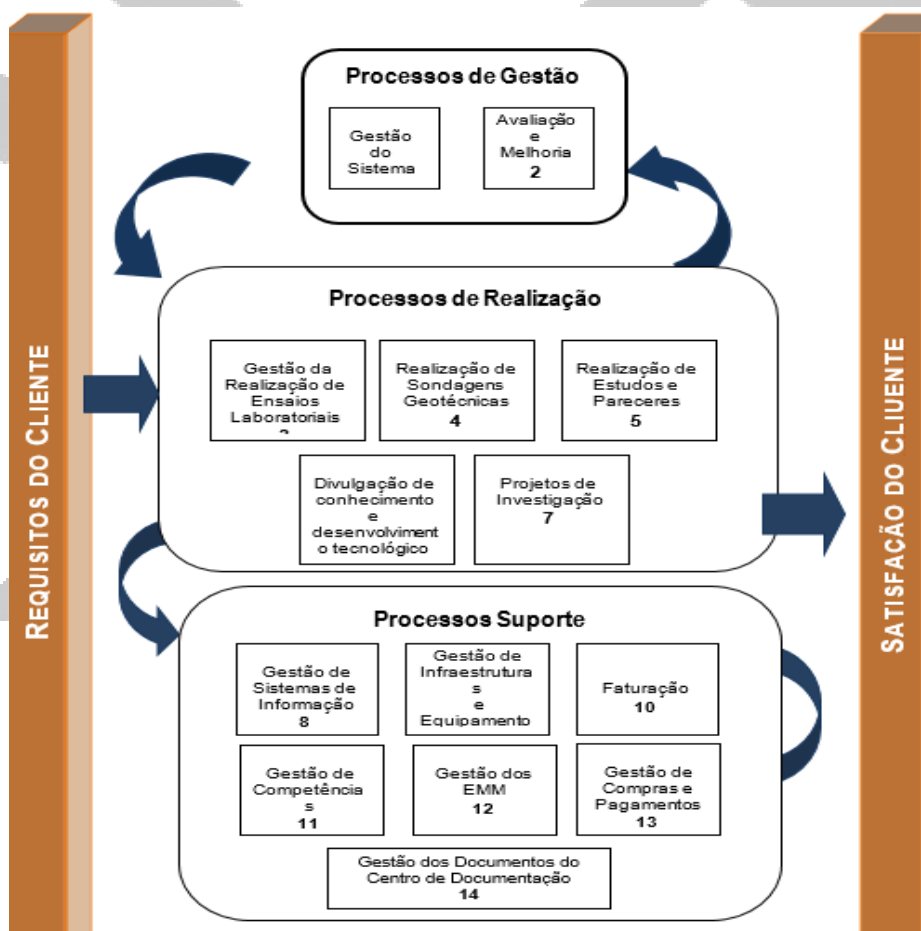 REQUISITOS DO CLIENTE
Processos de Gestão
Gestão
do
Sistema
Avaliação
e
Melhoria
2
Processos de Realização
Gestão da
Realização de
Ensaios
Laboratoriais
Realização de
Sondagens
Geotécnicas
4
Realização de
Estudos e
Pareceres
5
Divulgação de
conhecimento
e
desenvolviment
o tecnológico
Projetos de
Investigação
7
Processos Suporte
Gestão de
Sistemas de
Informação
8
Gestão de
Infraestrutura
s
e
Equipamento
Faturação
10
Gestão de
Competência
s
11
Gestão dos
EMM
12
Gestão de
Compras e
Pagamentos
13
Gestão dos Documentos do
Centro de Documentação
14
SATISFAÇÃO DO CLIUENTE